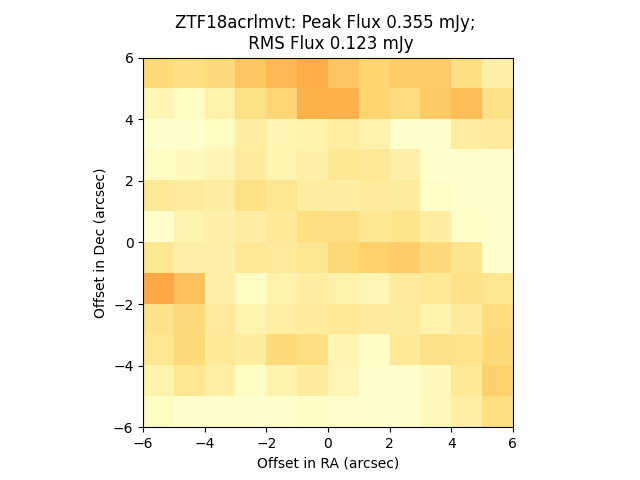 ZTF18acrlmvt: Peak Flux 0.355 mJy;
RMS Flux 0.123 mJy
6
4
2
0
−2
−4
−6
Offset in Dec (arcsec)
−6 −4 −2 0 2 4 6
Offset in RA (arcsec)